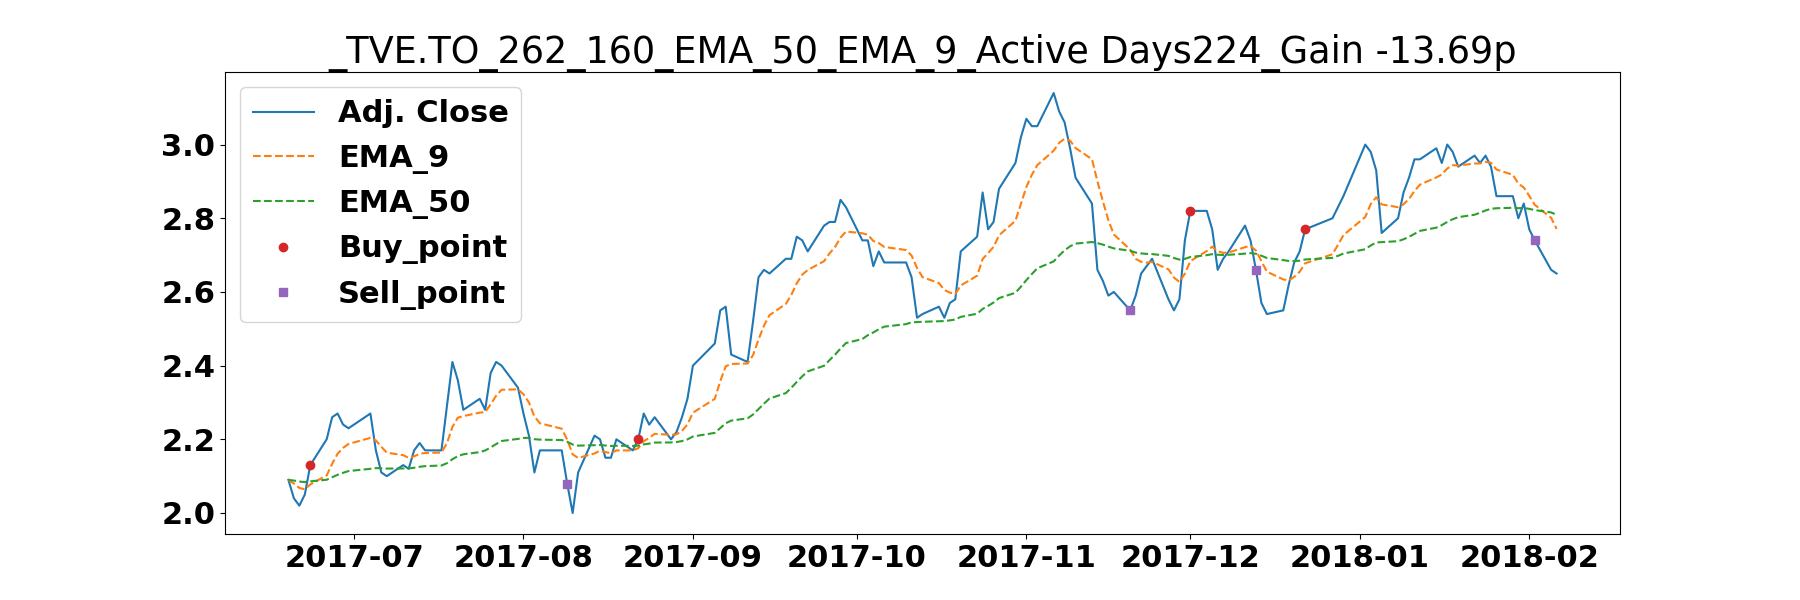 _TVE.TO_262_160_EMA_50_EMA_9_Active Days224_Gain -13.69p
Adj. Close
EMA_9
EMA_50
Buy_point
Sell_point
3.0
2.8
2.6
2.4
2.2
2.0
2017-07 2017-08 2017-09 2017-10 2017-11 2017-12 2018-01 2018-02